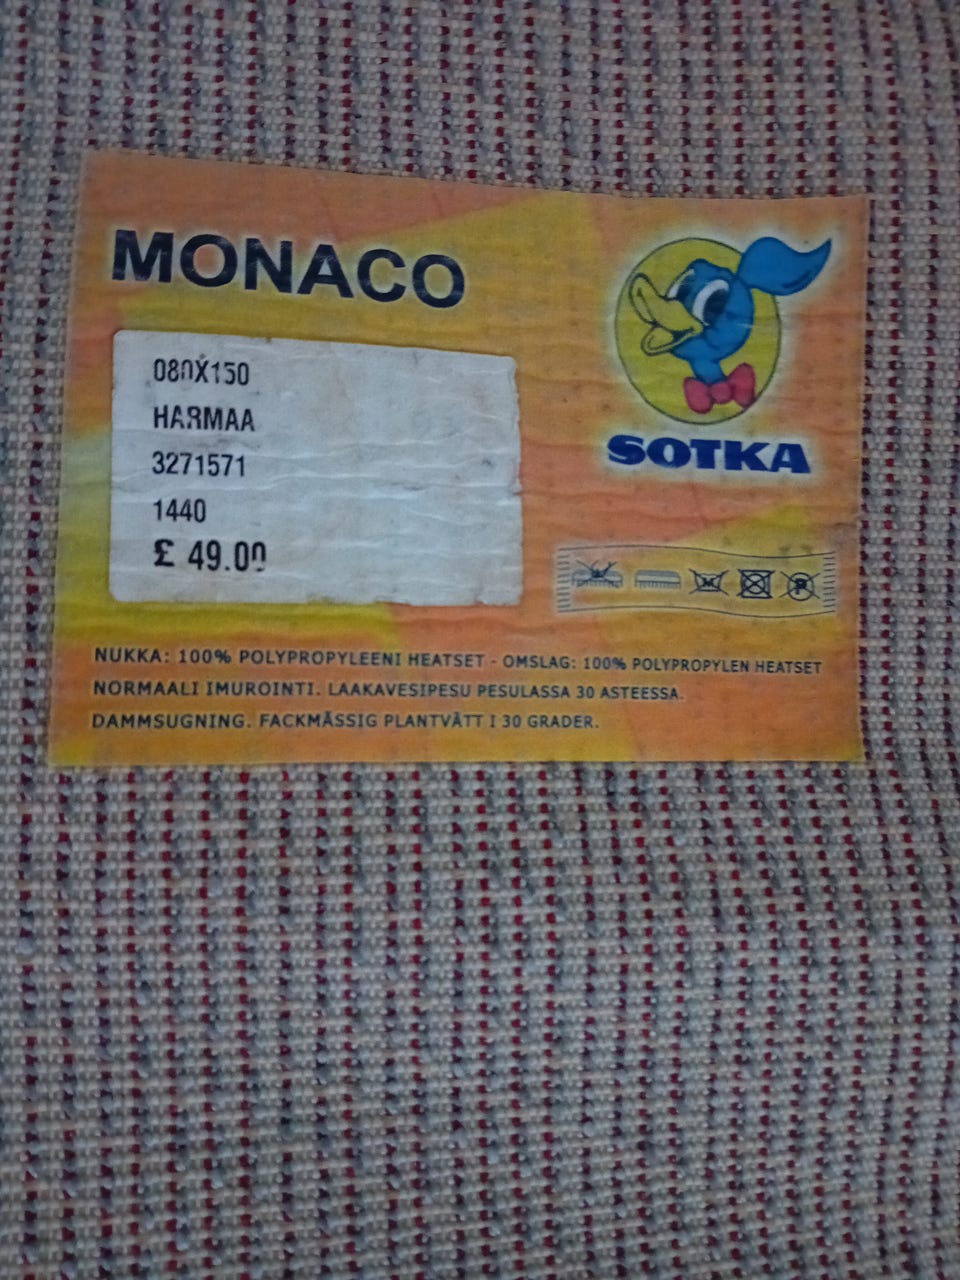 MONACO
080X150
HARMAA
3271571
1440
£ 49.00
SOTKA
NUKKA: 100% POLYPROPYLEENI HEATSET - OMSLAG: 100% POLYPROPYLEN HEATSET
NORMAALI IMUROINTI. LAAKAVESIPESU PESULASSA 30 ASTEESSA.
DAMMSUGNING. FACKMÄSSIG PLANTVÄTT I 30 GRADER.